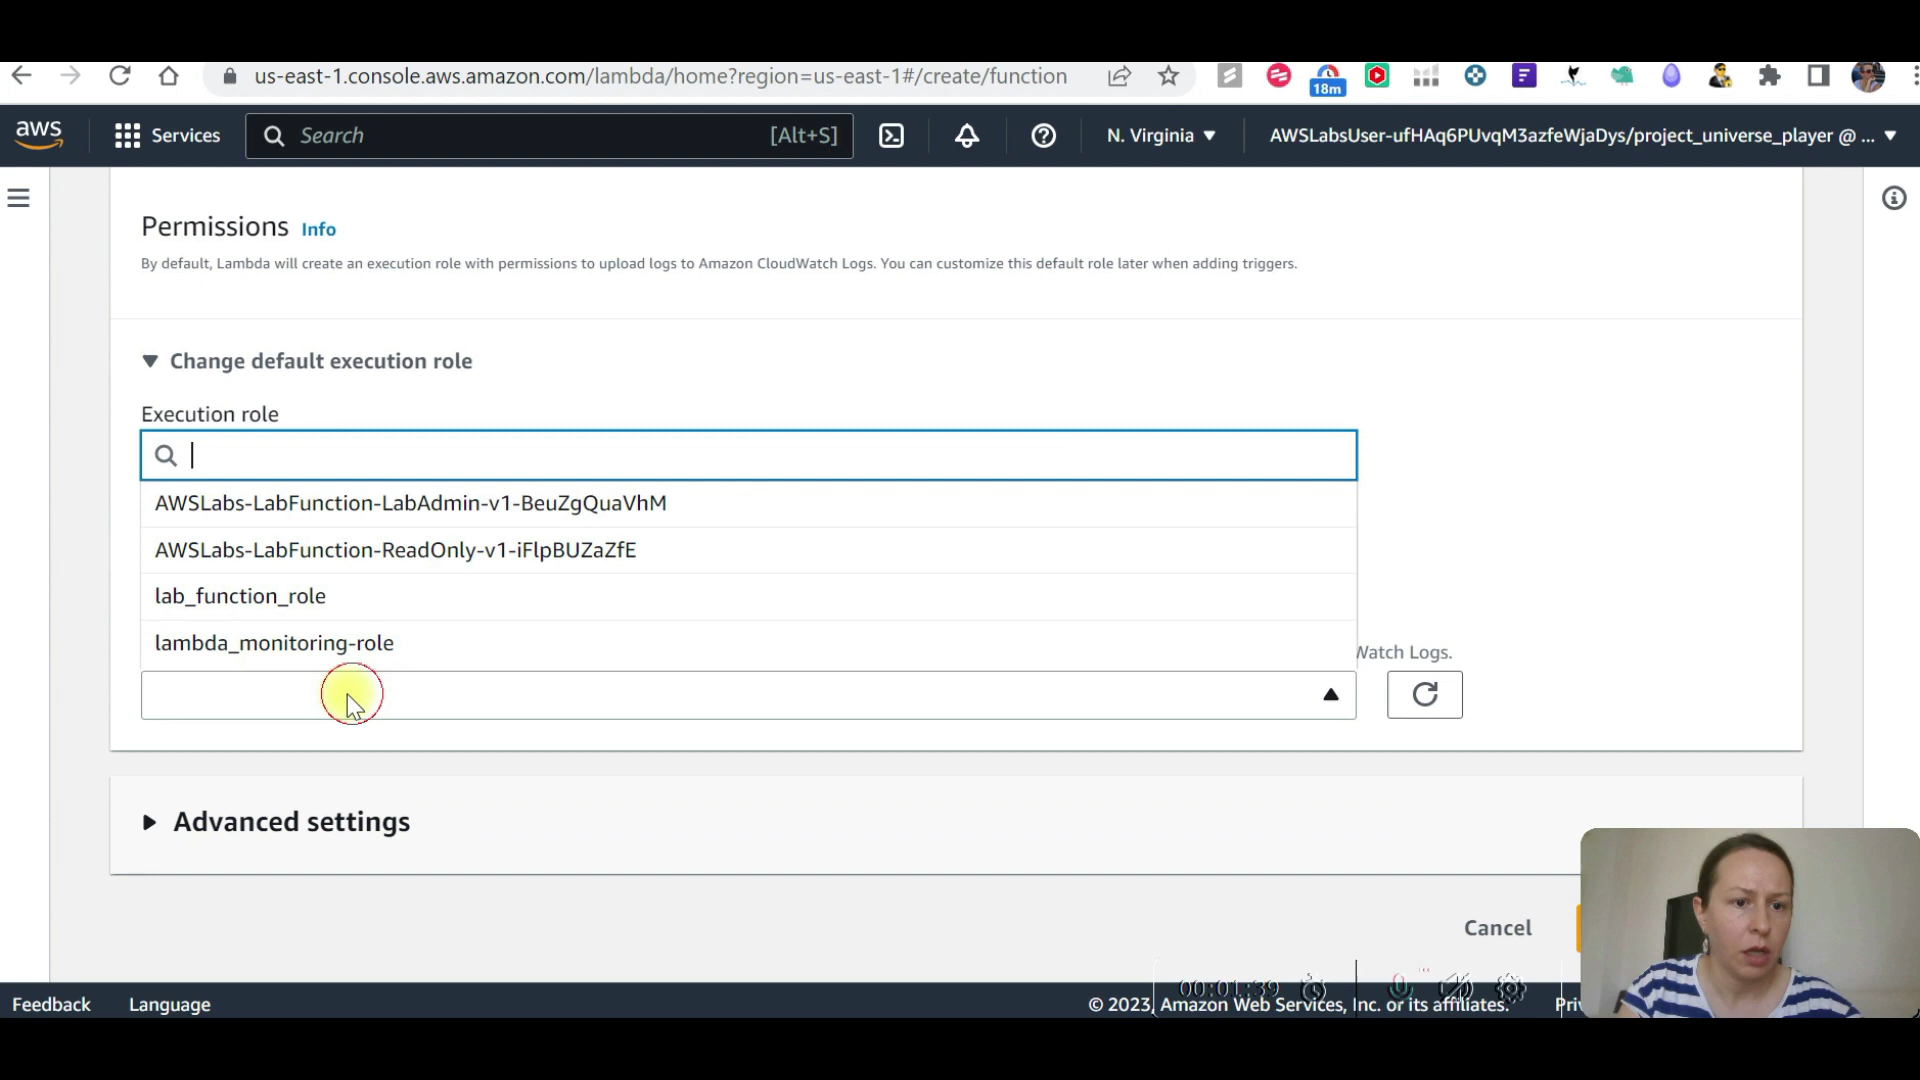 us-east-1.console.aws.amazon.com/lambda/home?region=us-east-1#/create/function
18m
aws
Services
Search
[Alt+S]
N. Virginia
AWSLabsUser-ufHAq6PUvqM3azfeWjaDys/project_universe_player @ ...
Permissions Info
By default, Lambda will create an execution role with permissions to upload logs to Amazon CloudWatch Logs. You can customize this default role later when adding triggers.
Change default execution role
Execution role
AWSLabs-LabFunction-LabAdmin-v1-BeuZgQuaVhM
AWSLabs-LabFunction-ReadOnly-v1-iFlpBUZaZfE
lab_function_role
lambda_monitoring-role
Watch Logs.
Advanced settings
Cancel
00:01:39
Feedback
Language
© 2023, Amazon Web Services, Inc. or its affiliates.
Pri